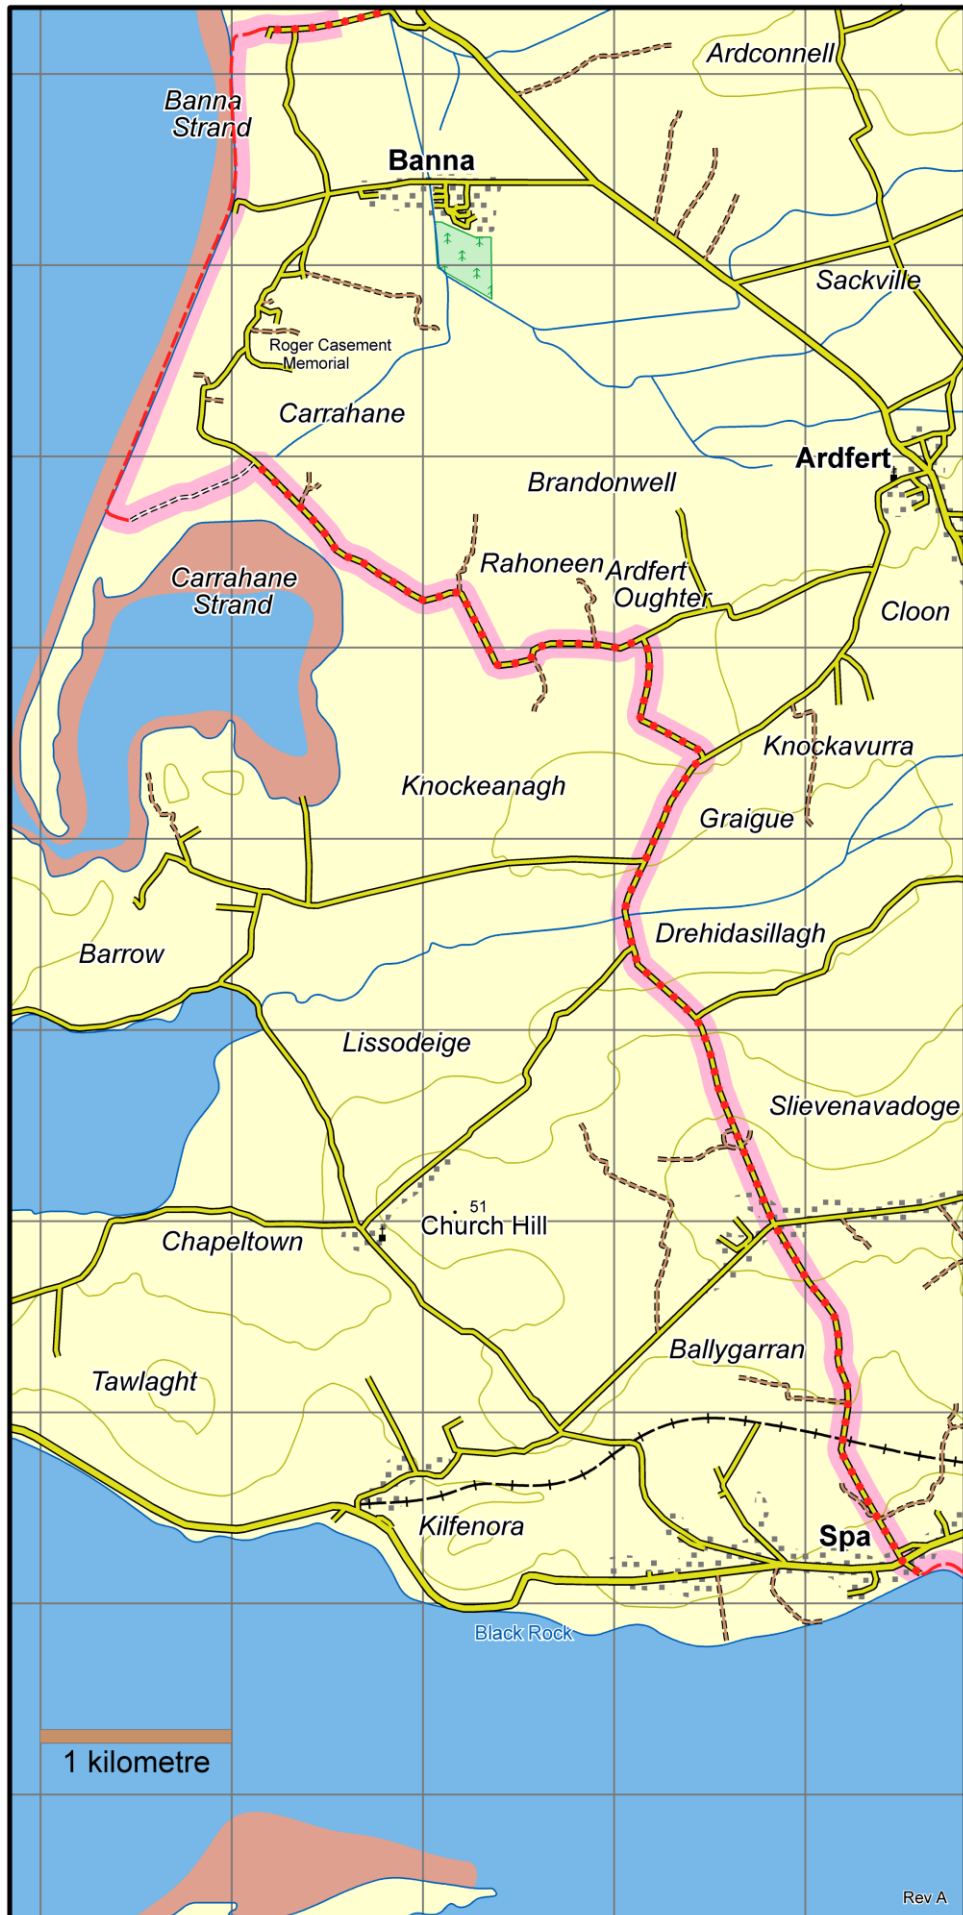 Ardconnell
Banna
Strand
Banna
Sackville
Roger Casement
Memorial
Carrahane
Ardfert
Brandonwell
Rahoneen
Ardfert
Oughter
Carrahane
Strand
Cloon
Knockavurra
Knockeanagh
Graigue
Drehidasillagh
Barrow
Lissodeige
Slievenavadoge
51
Church Hill
Chapeltown
Ballygarran
Tawlaght
Kilfenora
Spa
Black Rock
1 kilometre
Rev A